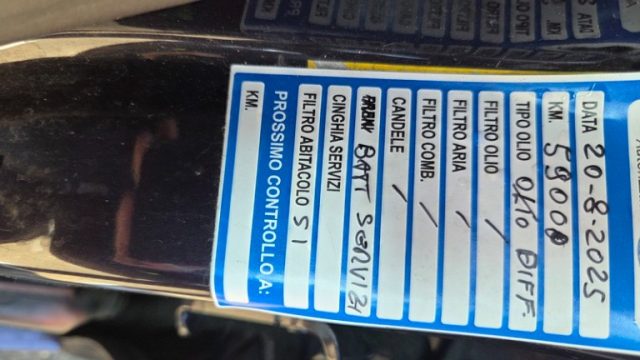 DATA 20-8-2025
KM. 59000
TIPO OLIO OLIO DIFF.
FILTRO OLIO /
FILTRO ARIA /
FILTRO COMB. /
CANDELE /
BATT SERVIZI
CINGHIA SERVIZI
FILTRO ABITACOLO SI
PROSSIMO CONTROLLO A:
KM.